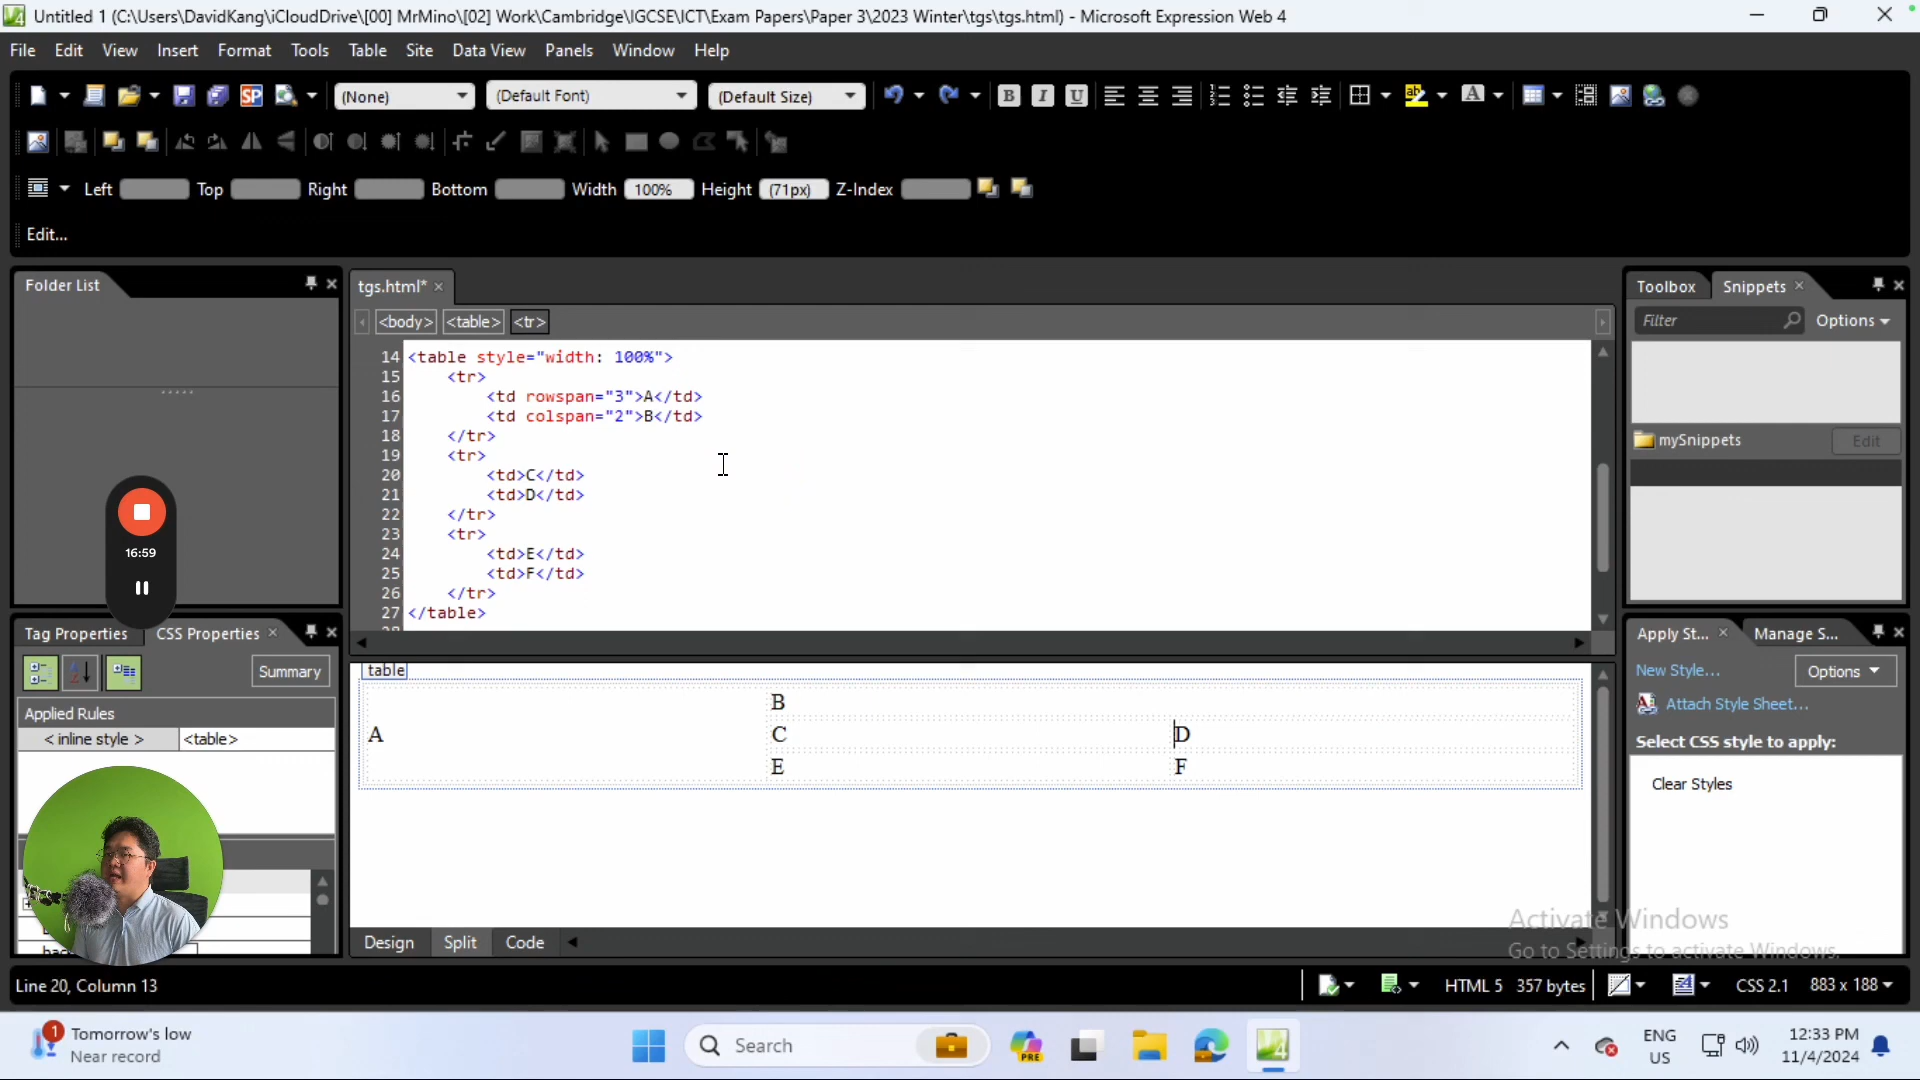 Untitled 1 (C:\Users\DavidKang\iCloudDrive\[00] MrMino\[02] Work\Cambridge\IGCSE\ICT\Exam Papers\Paper 3\2023 Winter\tgs\tgs.html) - Microsoft Expression Web 4
File Edit View Insert Format Tools Table Site Data View Panels Window Help
(None) (Default Font) (Default Size)
Left Top Right Bottom Width 100% Height (71px) Z-Index
Edit...
Folder List
tgs.html*
<body> <table> <tr>
14 <table style="width: 100%">
15 <tr>
16 <td rowspan="3">A</td>
17 <td colspan="2">B</td>
18 </tr>
19 <tr>
20 <td>C</td>
21 <td>D</td>
22 </tr>
23 <tr>
24 <td>E</td>
25 <td>F</td>
26 </tr>
27 </table>
Toolbox Snippets
Filter Options
mySnippets Edit
16:59
Tag Properties CSS Properties
Summary
Applied Rules
< inline style > <table>
table
B
A C D
E F
Apply St... Manage S...
New Style... Options
Attach Style Sheet...
Select CSS style to apply:
Clear Styles
Activate Windows
Go to Settings to activate Windows.
Design Split Code
Line 20, Column 13
HTML 5 357 bytes CSS 2.1 883 x 188
1 Tomorrow's low
Near record
Search
PRE
ENG
US
12:33 PM
11/4/2024